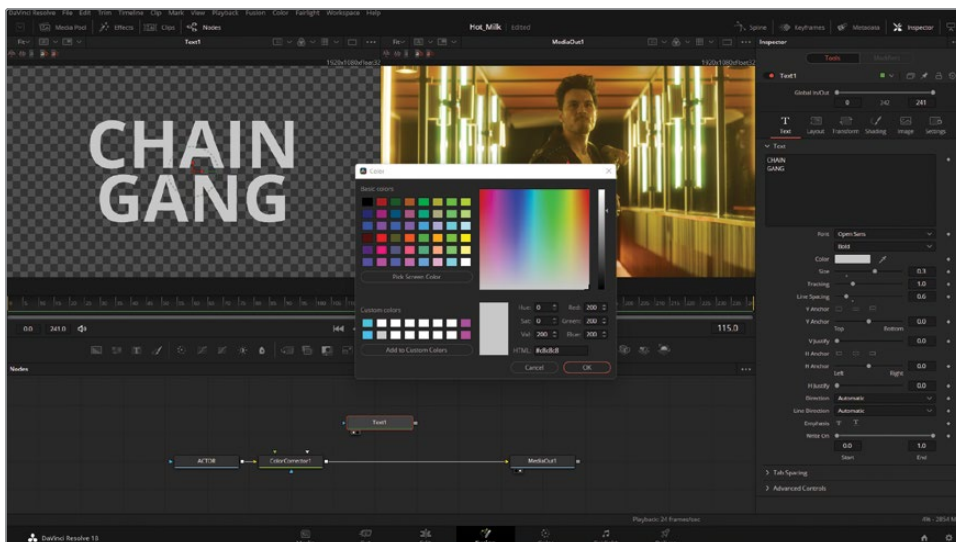 DaVinci Resolve File Edit Trim Timeline Clip Mark View Playback Fusion Color Fairlight Workspace Help
Media Pool Effects Clips Nodes Hot_Milk Edited Spline Keyframes Metadata Inspector
Fit Text1 Fit MediaOut1 Inspector
1920x1080xfloat32 1920x1080xfloat32
Tools Modifiers
Text1
Global In/Out
0 242 241
Text Layout Transform Shading Image Settings
Text
CHAIN
GANG
CHAIN
GANG
Color
Basic colors
Pick Screen Color
Custom colors
Add to Custom Colors
Hue: 0 Red: 200
Sat: 0 Green: 200
Val: 200 Blue: 200
HTML: #c8c8c8
Cancel OK
Font Open Sans
Bold
Color
Size 0.3
Tracking 1.0
Line Spacing 0.6
V Anchor
V Anchor 0.0
Top Bottom
V Justify 0.0
H Anchor
H Anchor 0.0
Left Right
H Justify 0.0
Direction Automatic
Line Direction Automatic
Emphasis T T
Write On
0.0 1.0
Start End
Tab Spacing
Advanced Controls
0.0 241.0 115.0
Nodes
Text1
ACTOR ColorCorrector1 MediaOut1
Playback: 24 frames/sec
DaVinci Resolve 18